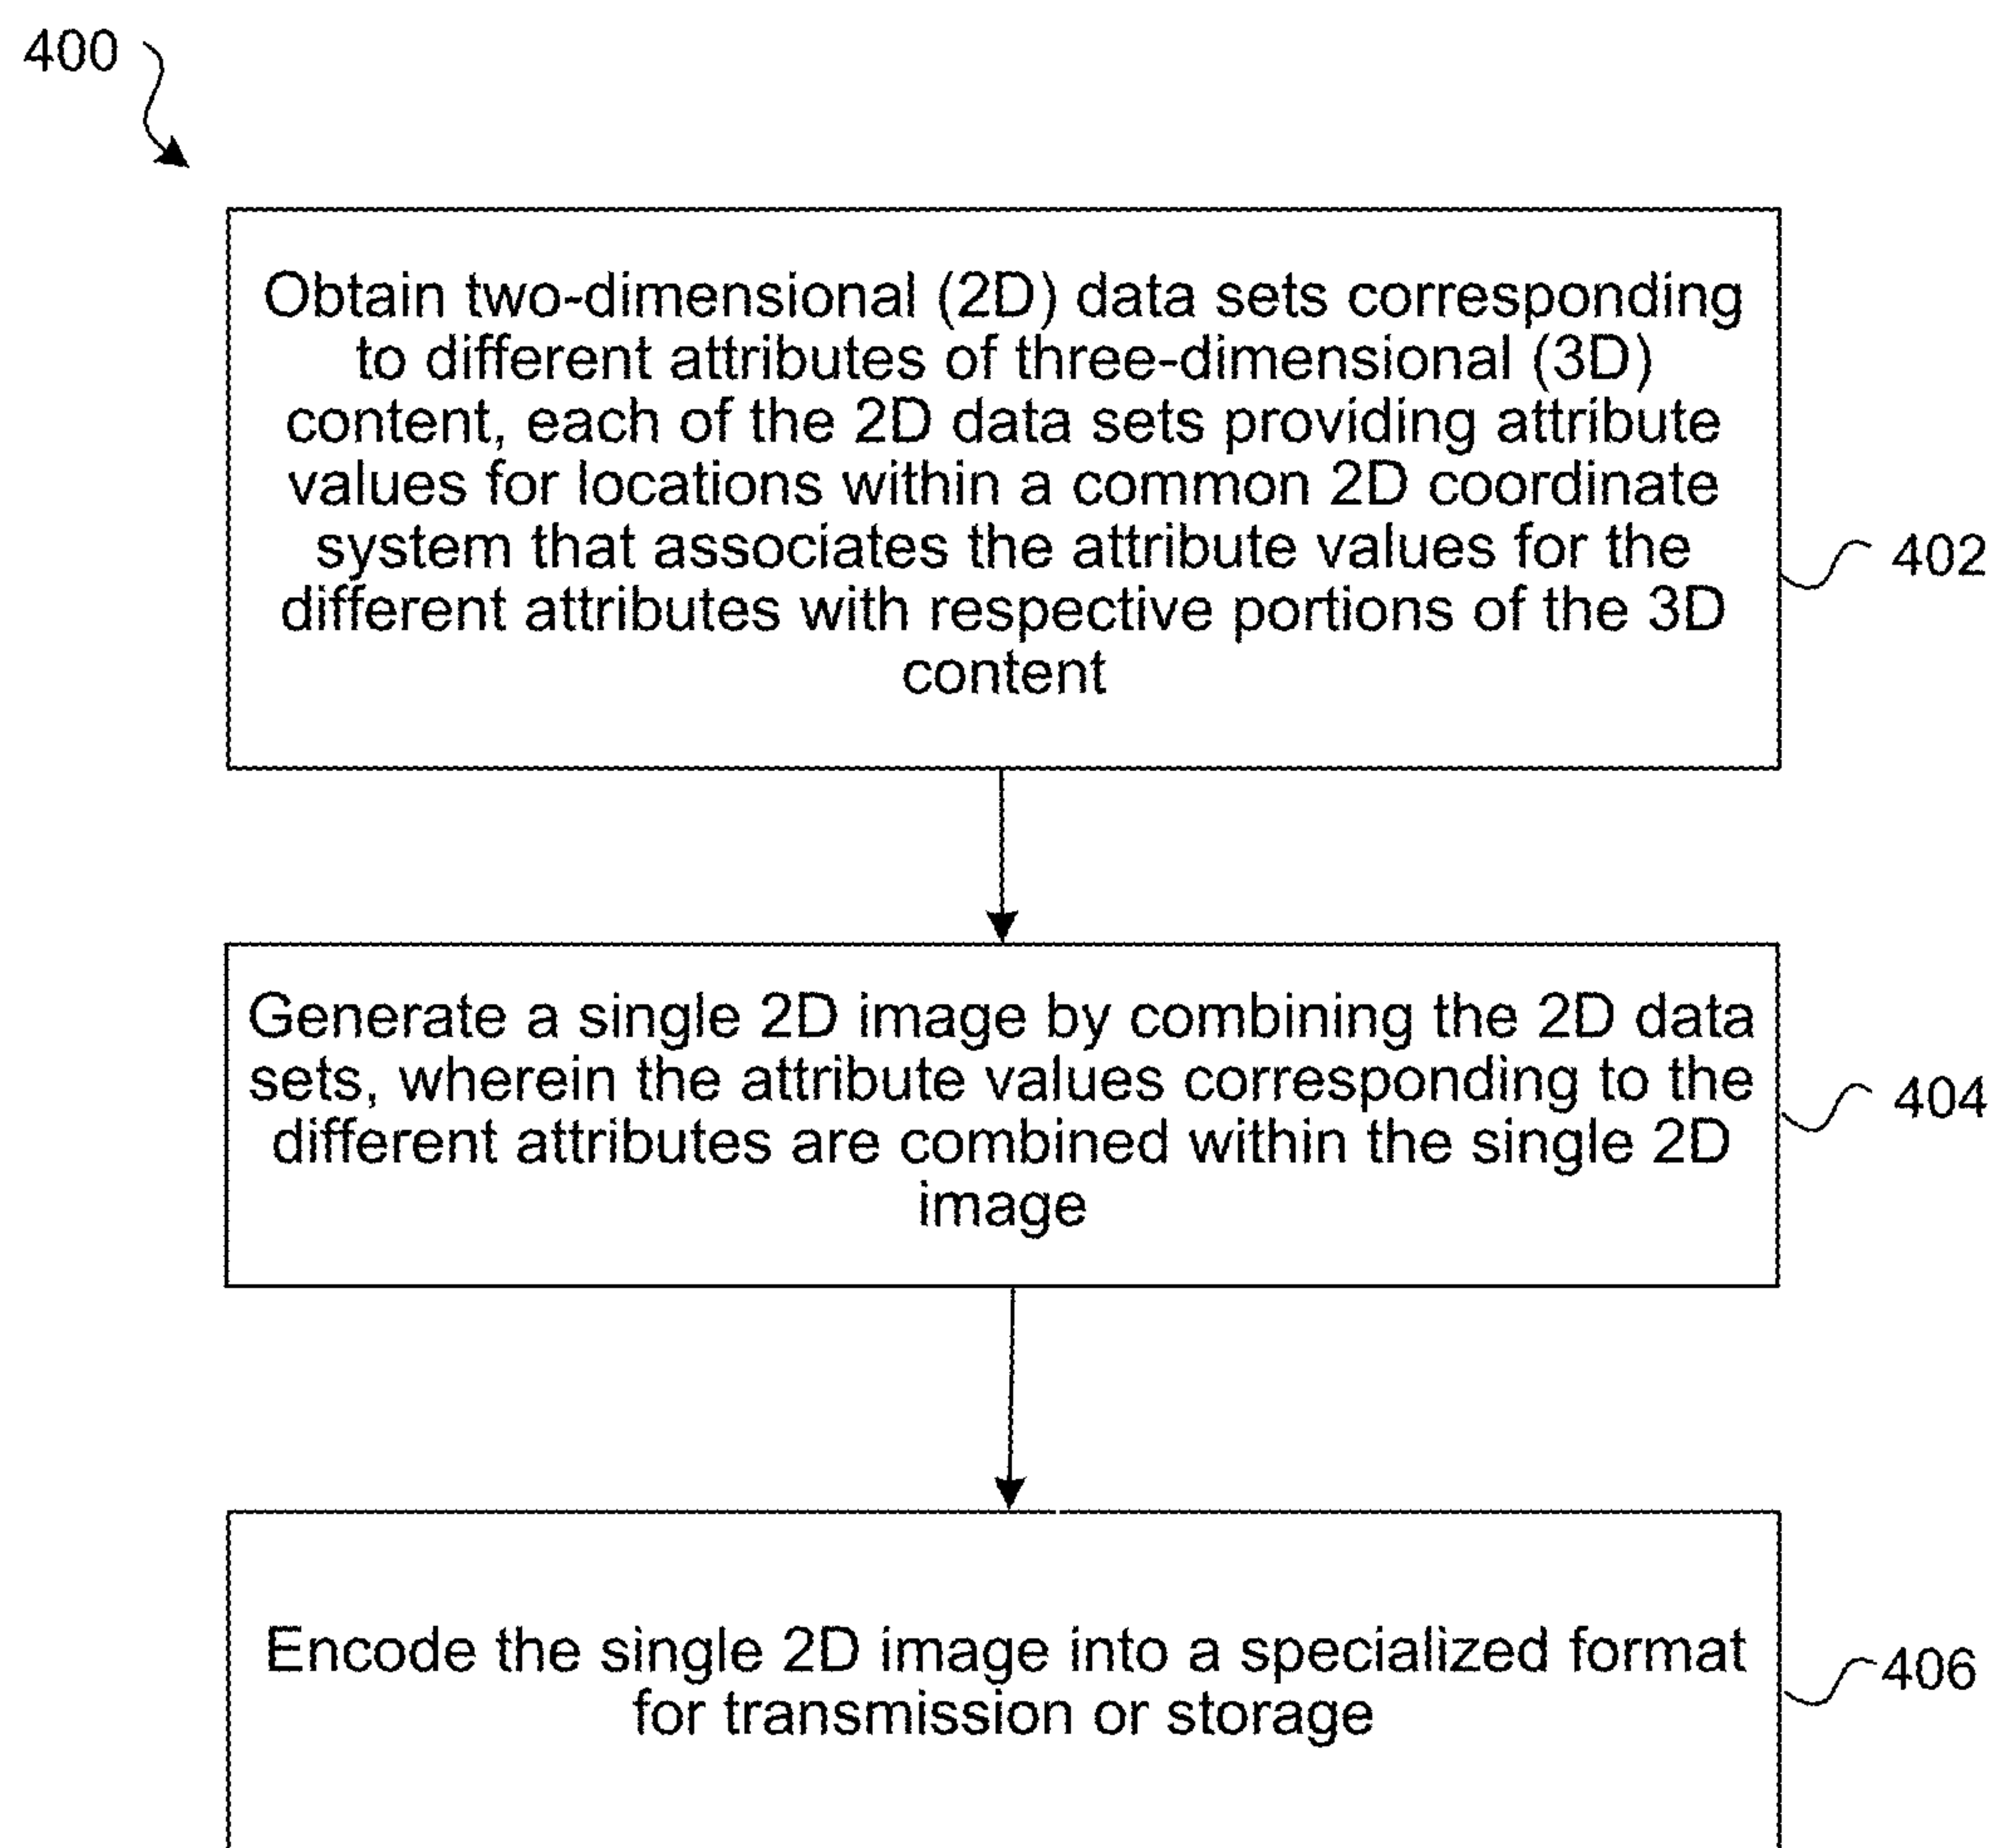 400
Obtain two-dimensional (2D) data sets corresponding
to different attributes of three-dimensional (3D)
content, each of the 2D data sets providing attribute
values for locations within a common 2D coordinate
system that associates the attribute values for the
different attributes with respective portions of the 3D
content
402
Generate a single 2D image by combining the 2D data
sets, wherein the attribute values corresponding to the
different attributes are combined within the single 2D
image
404
Encode the single 2D image into a specialized format
for transmission or storage
406